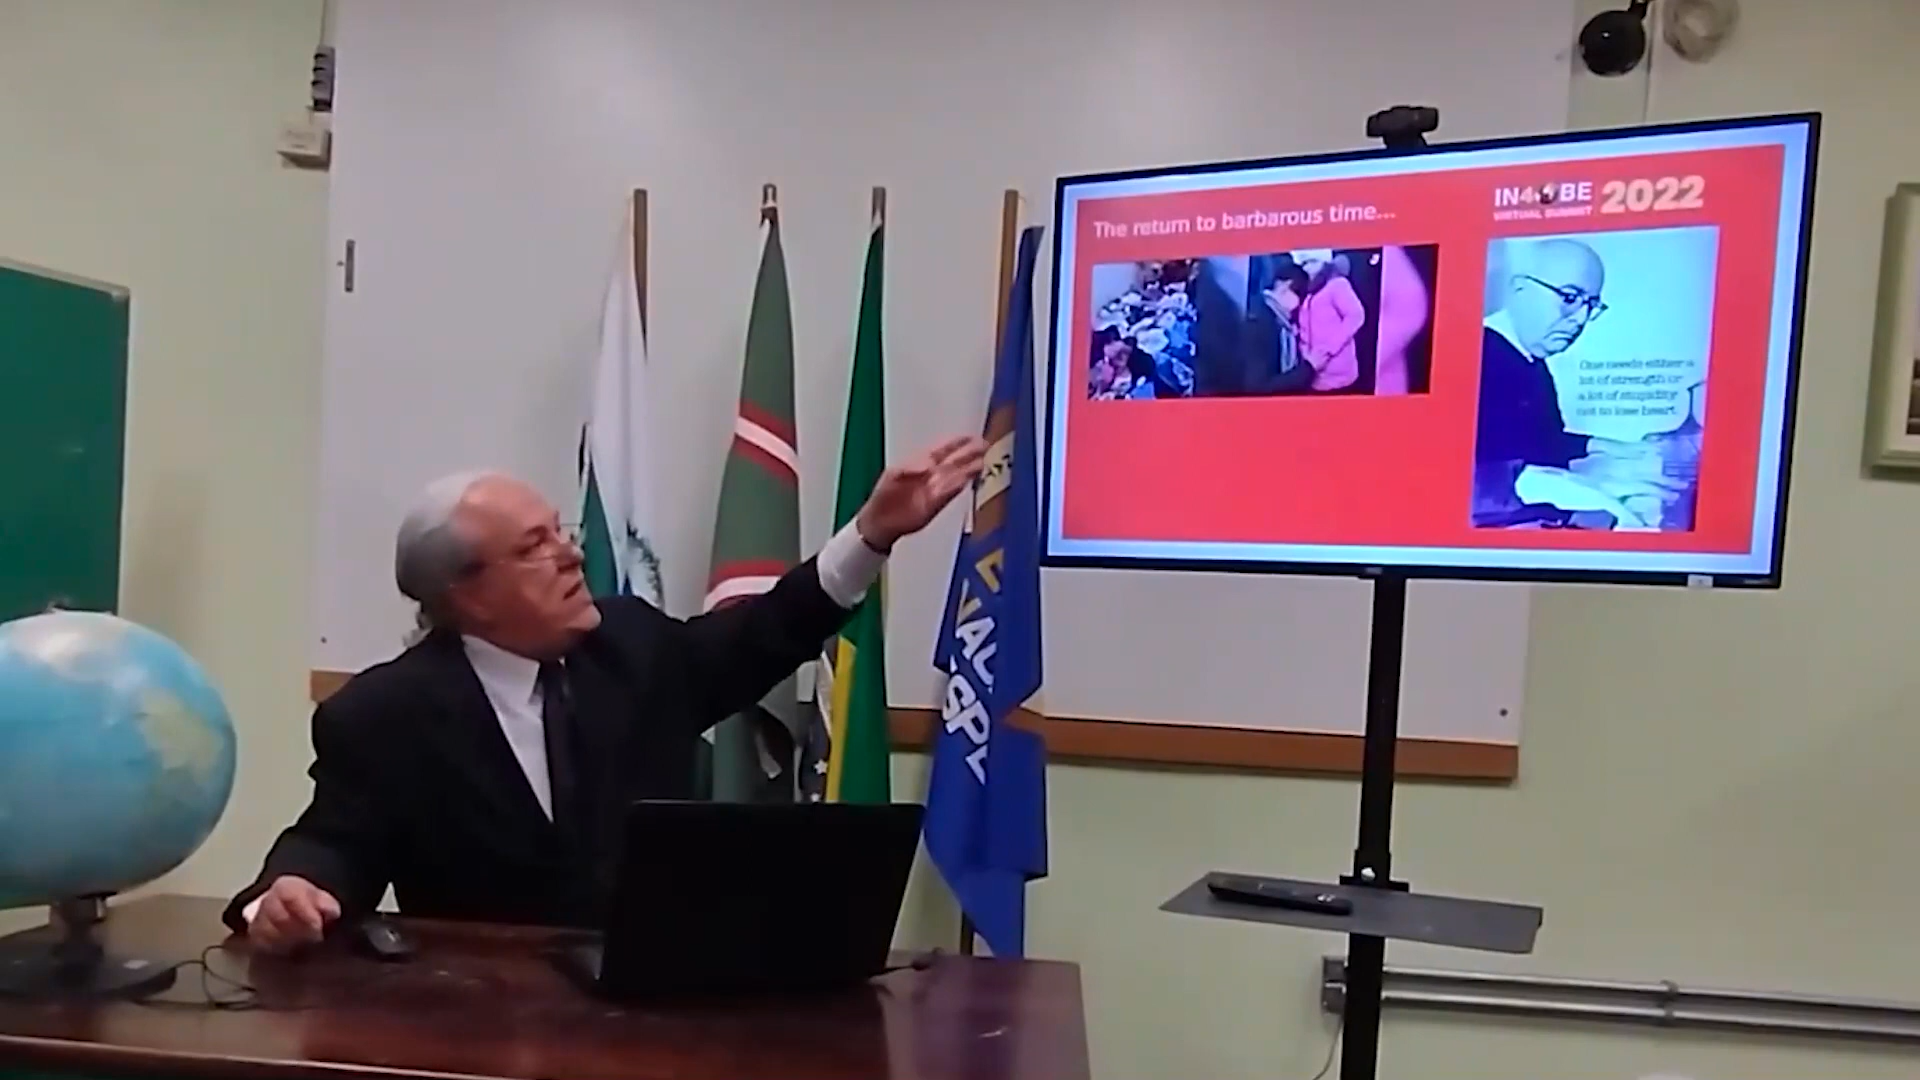 IN4OBE 2022
VIRTUAL SUMMIT
The return to barbarous time...
One needs either a
lot of strength or
a lot of stupidity
not to lose heart.